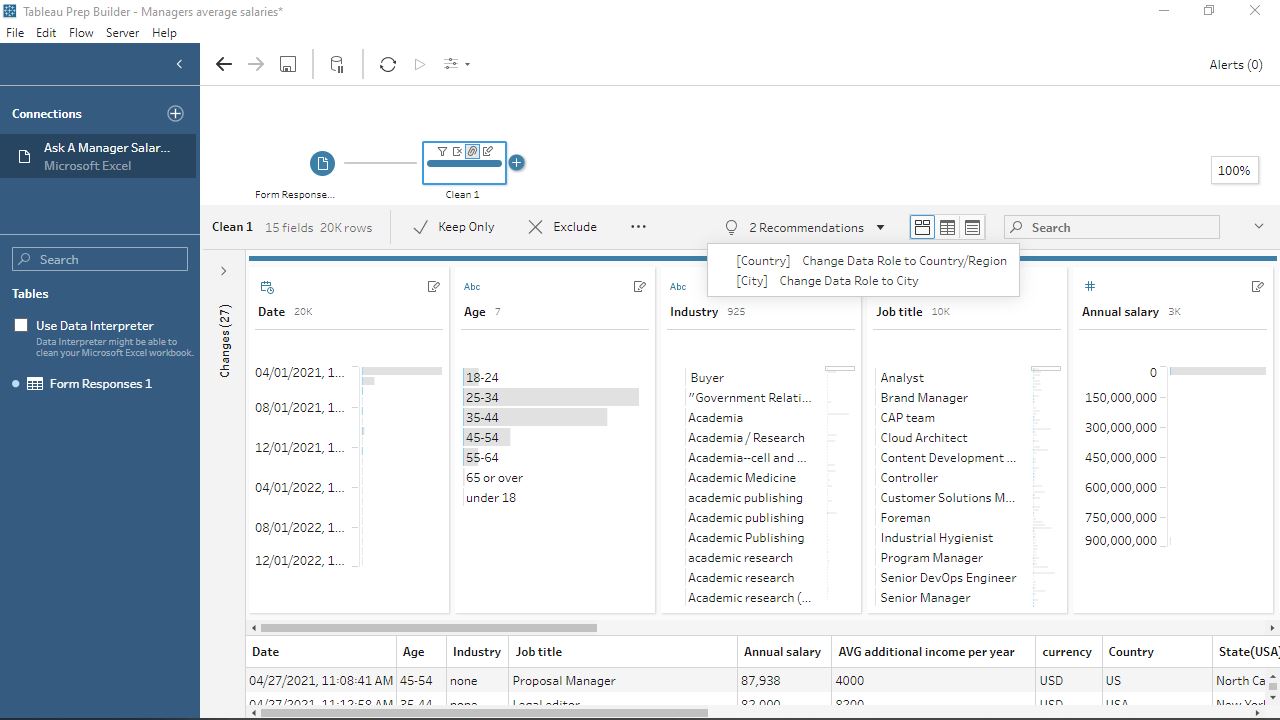 Tableau Prep Builder - Managers average salaries*
File Edit Flow Server Help
Alerts (0)
Connections
Ask A Manager Salar...
Microsoft Excel
Form Response...
Clean 1
100%
Clean 1 15 fields 20K rows Keep Only Exclude ... 2 Recommendations Search
[Country] Change Data Role to Country/Region
[City] Change Data Role to City
Search
Tables
Use Data Interpreter
Data Interpreter might be able to
clean your Microsoft Excel workbook.
Form Responses 1
Changes (27)
Date 20K
04/01/2021, 1...
08/01/2021, 1...
12/01/2021, 1...
04/01/2022, 1...
08/01/2022, 1...
12/01/2022, 1...
Abc
Age 7
18-24
25-34
35-44
45-54
55-64
65 or over
under 18
Abc
Industry 925
Buyer
"Government Relati...
Academia
Academia / Research
Academia--cell and ...
Academic Medicine
academic publishing
Academic publishing
Academic Publishing
academic research
Academic research
Academic research (...
Job title 10K
Analyst
Brand Manager
CAP team
Cloud Architect
Content Development ...
Controller
Customer Solutions M...
Foreman
Industrial Hygienist
Program Manager
Senior DevOps Engineer
Senior Manager
#
Annual salary 3K
0
150,000,000
300,000,000
450,000,000
600,000,000
750,000,000
900,000,000
Date Age Industry Job title Annual salary AVG additional income per year currency Country State(USA)
04/27/2021, 11:08:41 AM 45-54 none Proposal Manager 87,938 4000 USD US North Ca
04/27/2021, 11:12:58 AM 35-44 none Legal editor 82,000 8200 USD USA New York